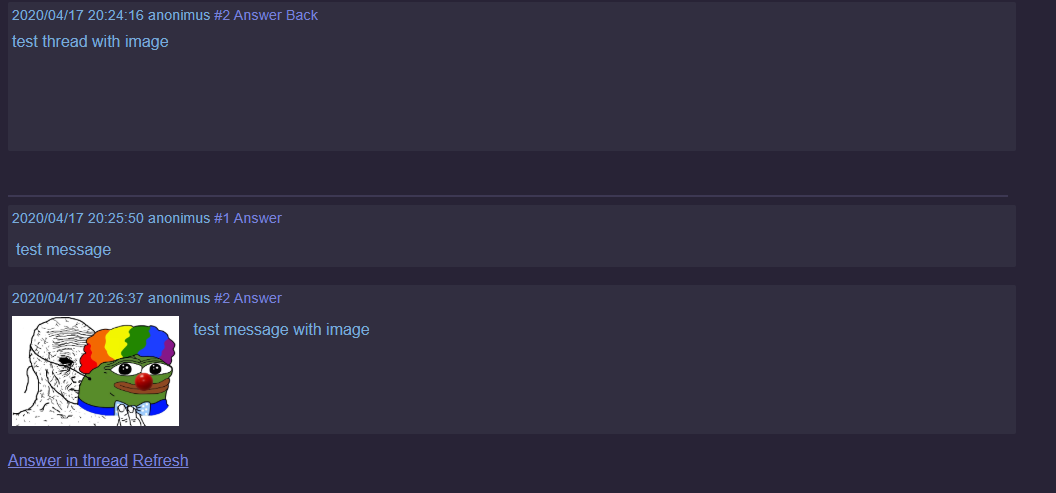 2020/04/17 20:24:16 anonimus #2 Answer Back
test thread with image
2020/04/17 20:25:50 anonimus #1 Answer
test message
2020/04/17 20:26:37 anonimus #2 Answer
test message with image
Answer in thread Refresh